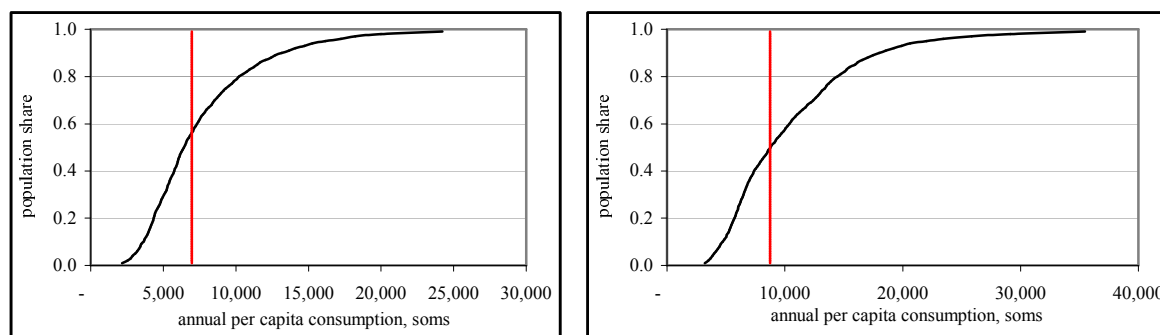 1.0
0.8
0.6
0.4
0.2
0.0
population share
- 5,000 10,000 15,000 20,000 25,000 30,000
annual per capita consumption, soms
1.0
0.8
0.6
0.4
0.2
0.0
population share
- 10,000 20,000 30,000 40,000
annual per capita consumption, soms